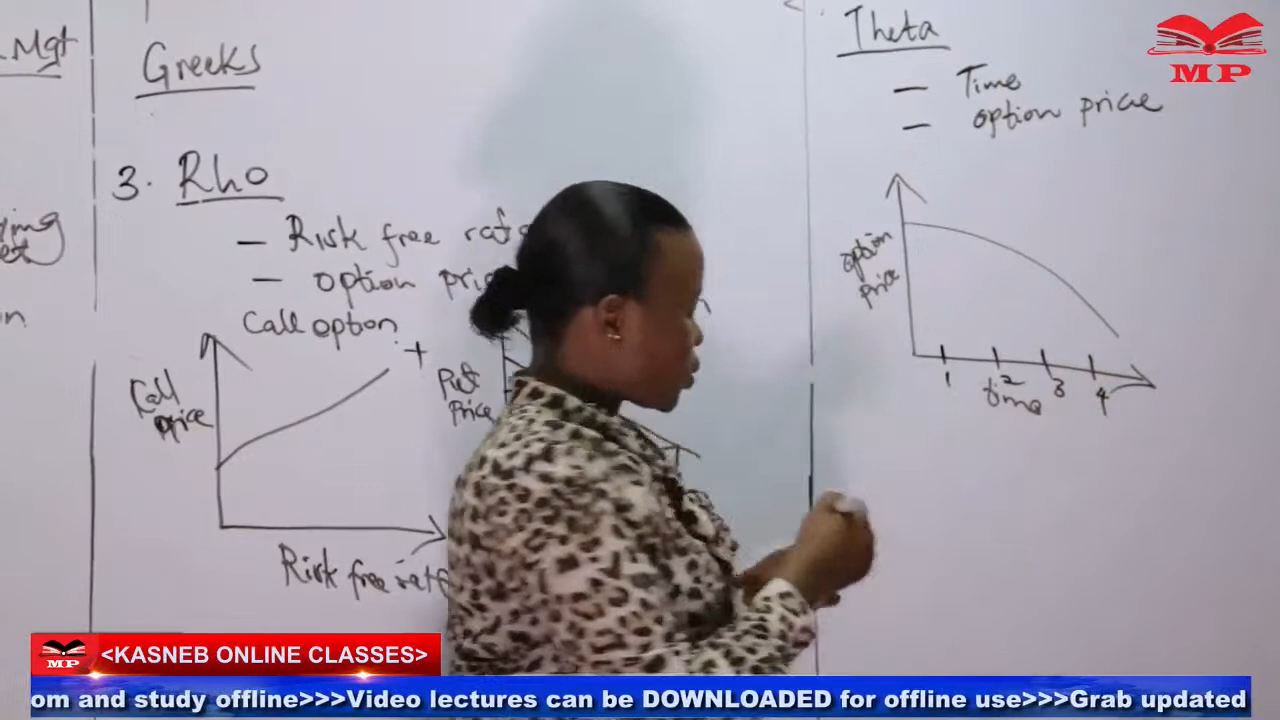 Mgt
Greeks
3. Rho
— Risk free rate
— option
Call option
+
Call
price
Risk free rate
Put
Price
Theta
— Time
— option price
option
price
1 2 3 4
time
MP
MP
<KASNEB ONLINE CLASSES>
om and study offline>>>Video lectures can be DOWNLOADED for offline use>>>Grab updated